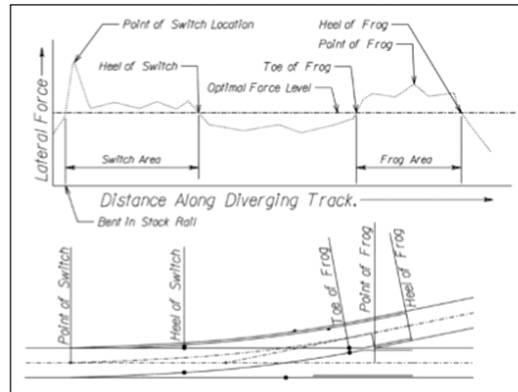 Point of Switch Location
Heel of Frog
Point of Frog
Heel of Switch
Toe of Frog
Optimal Force Level
Lateral Force
Switch Area
Frog Area
Distance Along Diverging Track.
Bent in Stock Rail
Point of Switch
Heel of Switch
Toe of Frog
Point of Frog
Heel of Frog